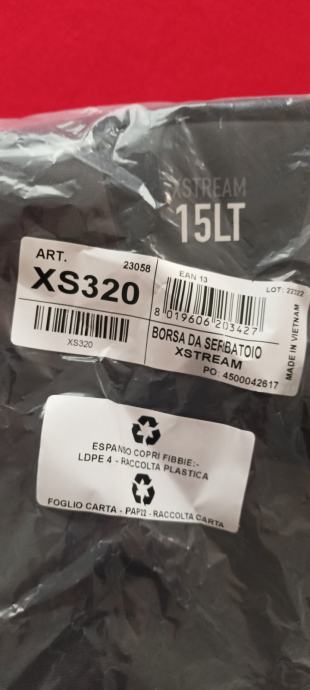 XSTREAM
15LT
ART.
23058
XS320
XS320
EAN 13
LOT: 22322
8 019606 203427
BORSA DA SERBATOIO
XSTREAM
PO: 4500042617
MADE IN VIETNAM
ESPANSO COPRI FIBBIE:-
LDPE 4 - RACCOLTA PLASTICA
FOGLIO CARTA - PAP22 - RACCOLTA CARTA